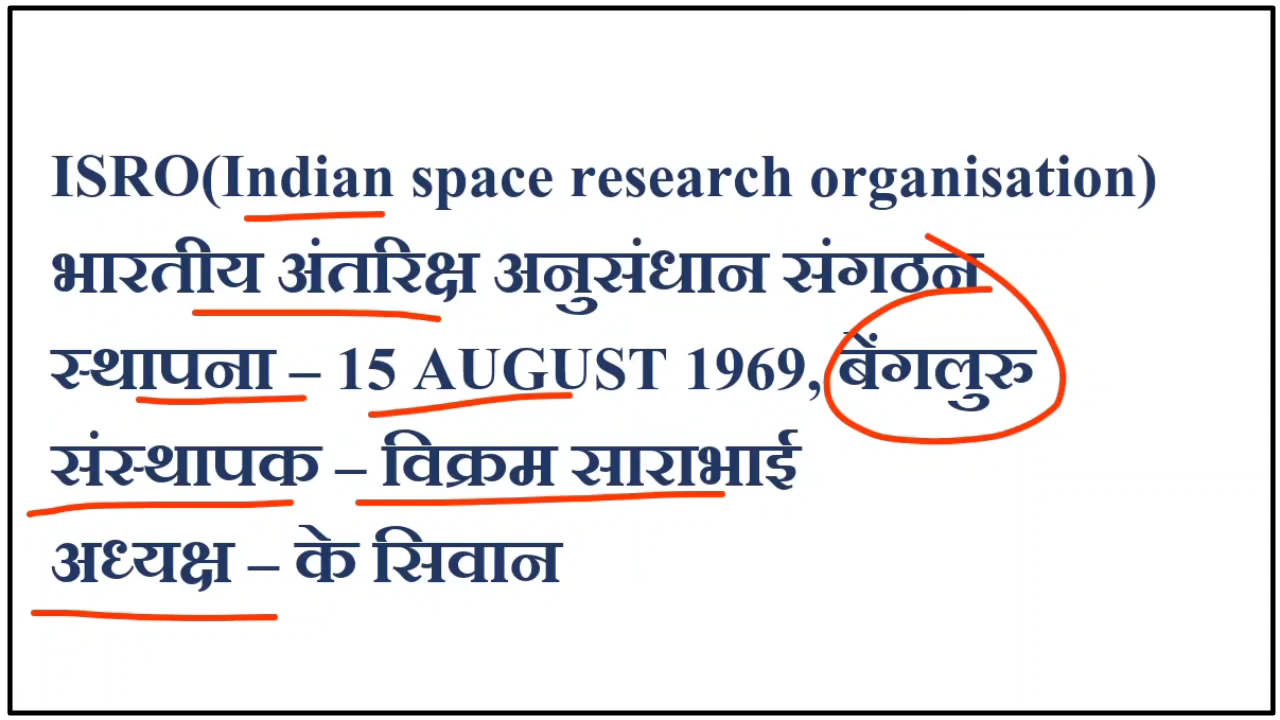 ISRO(Indian space research organisation)
भारतीय अंतरिक्ष अनुसंधान संगठन
स्थापना – 15 AUGUST 1969, बेंगलुरु
संस्थापक – विक्रम साराभाई
अध्यक्ष – के सिवान